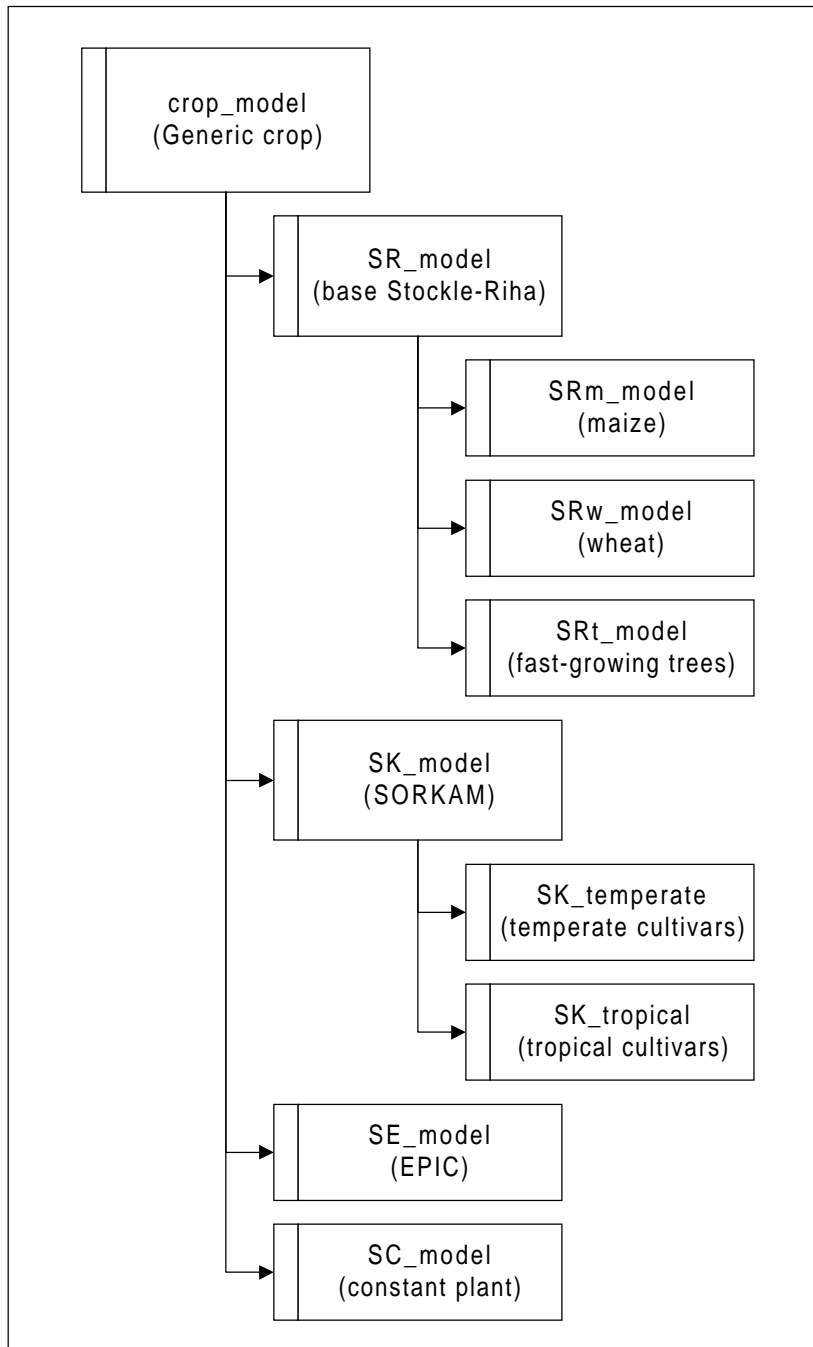 crop_model
(Generic crop)
SR_model
(base Stockle-Riha)
SRm_model
(maize)
SRw_model
(wheat)
SRt_model
(fast-growing trees)
SK_model
(SORKAM)
SK_temperate
(temperate cultivars)
SK_tropical
(tropical cultivars)
SE_model
(EPIC)
SC_model
(constant plant)